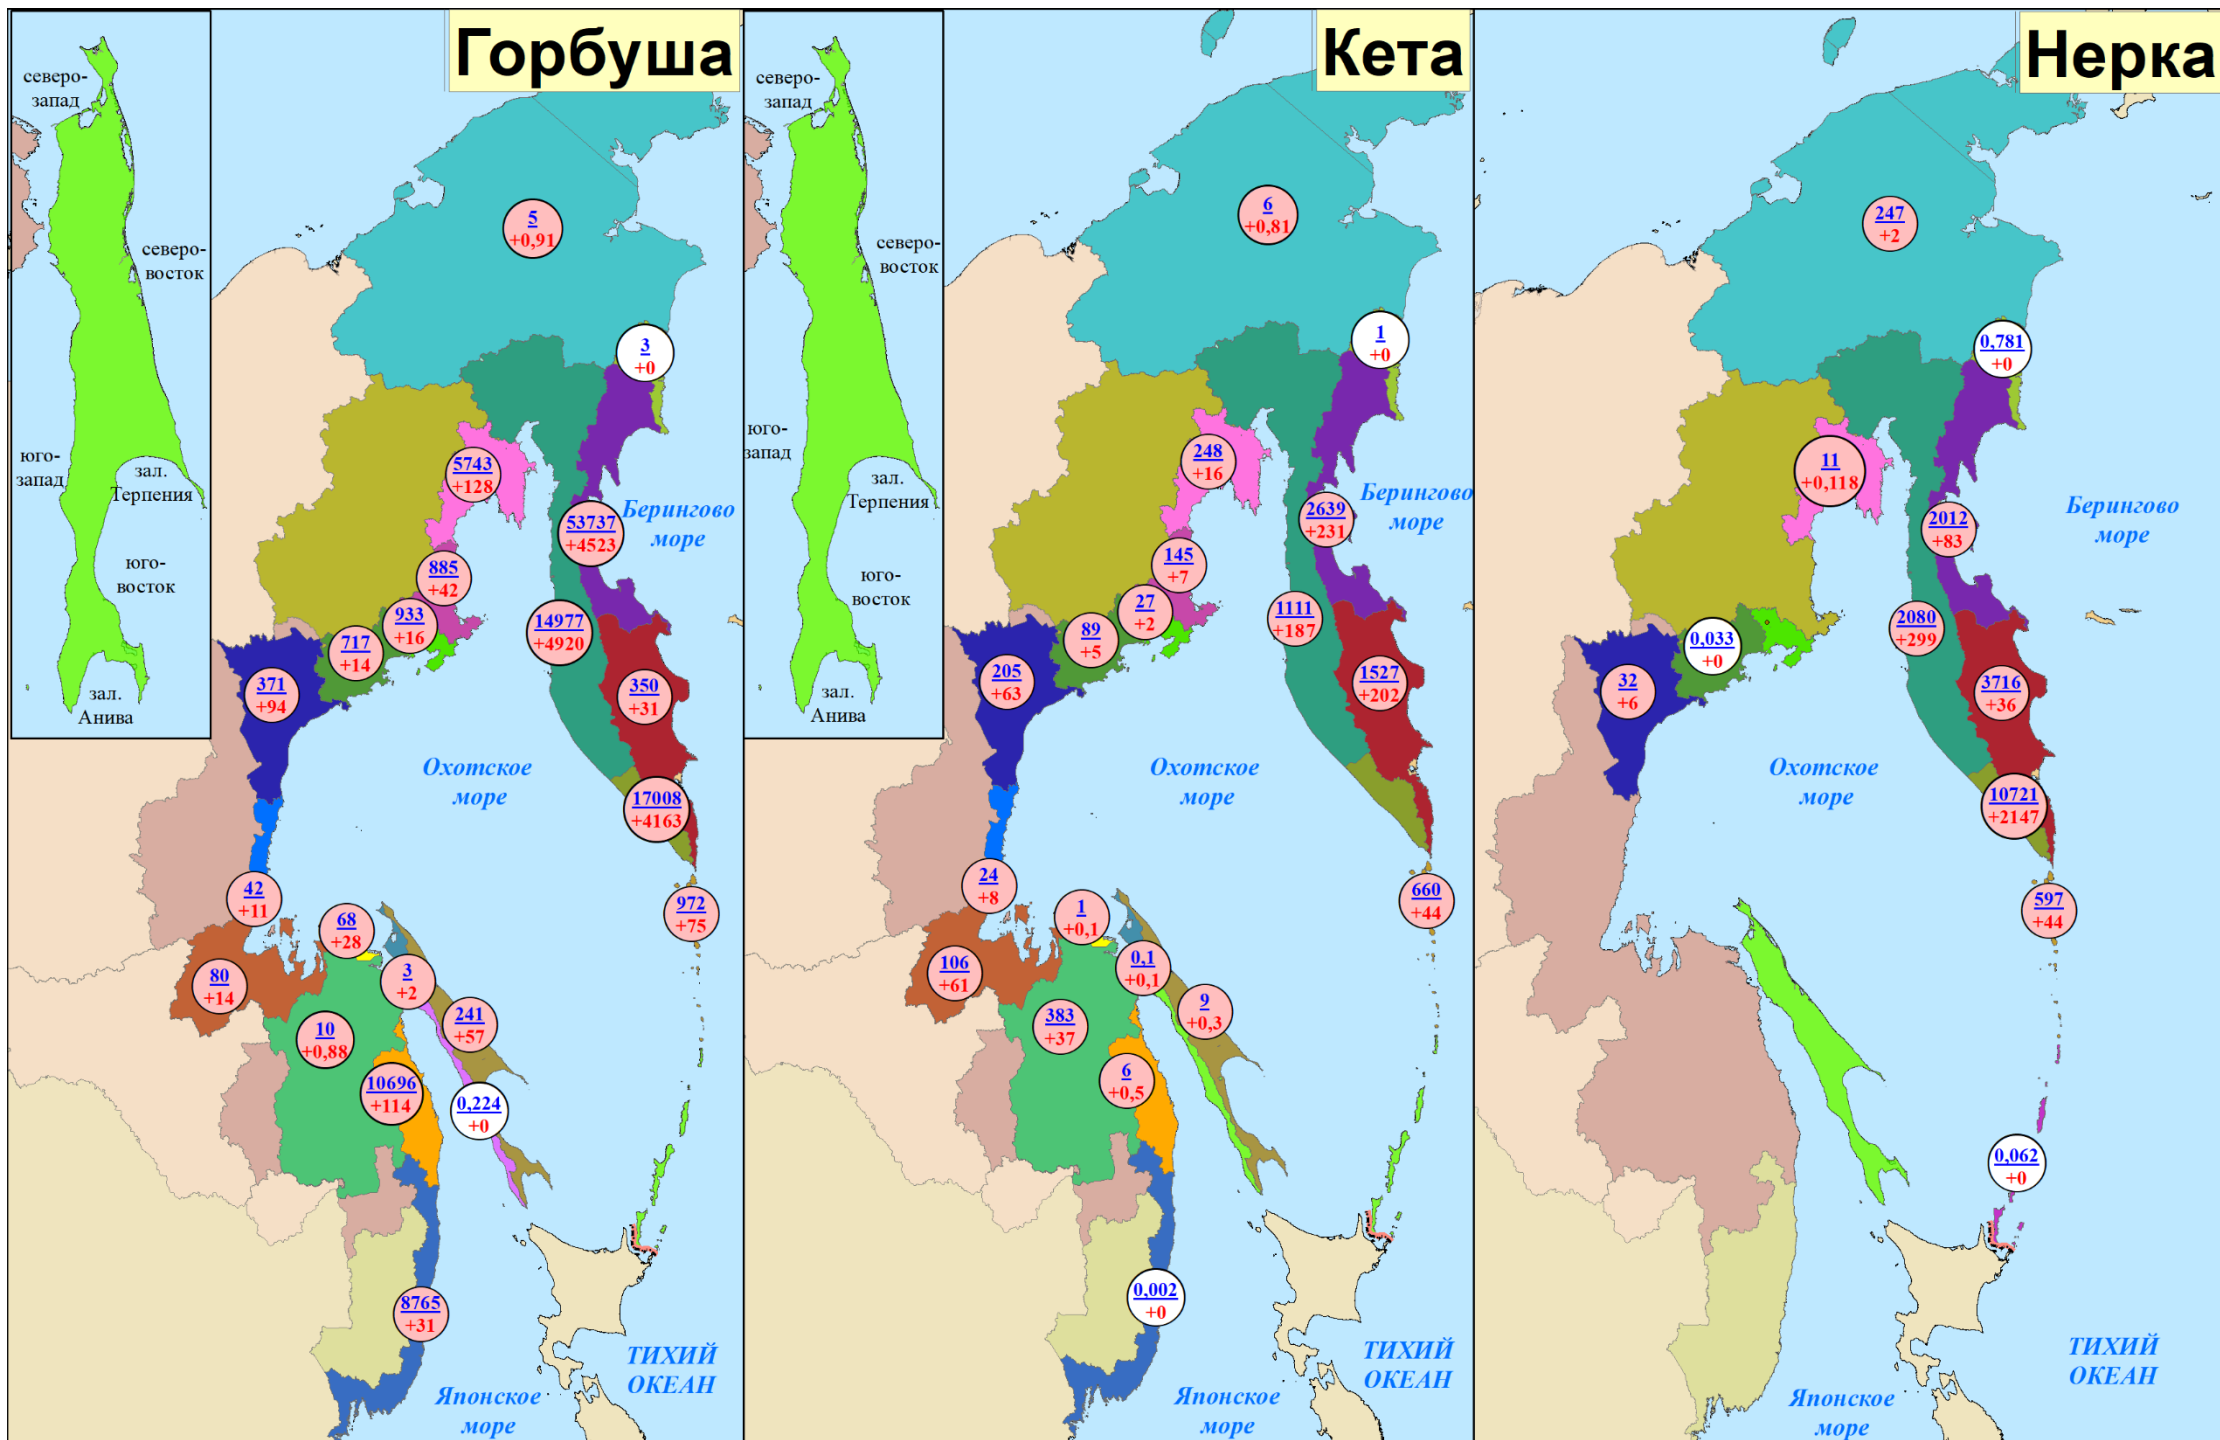 Горбуша
северо-
запад
северо-
восток
юго-
запад
зал.
Терпения
юго-
восток
зал.
Анива
5
+0,91
3
+0
5743
+128
53737
+4523
Берингово
море
885
+42
933
+16
717
+14
14977
+4920
371
+94
350
+31
Охотское
море
17008
+4163
42
+11
68
+28
972
+75
80
+14
3
+2
10
+0,88
241
+57
10696
+114
0,224
+0
8765
+31
ТИХИЙ
ОКЕАН
Японское
море
Кета
северо-
запад
северо-
восток
юго-
запад
зал.
Терпения
юго-
восток
зал.
Анива
6
+0,81
1
+0
248
+16
2639
+231
Берингово
море
145
+7
27
+2
89
+5
1111
+187
205
+63
1527
+202
Охотское
море
24
+8
1
+0,1
660
+44
106
+61
0,1
+0,1
383
+37
9
+0,3
6
+0,5
0,002
+0
ТИХИЙ
ОКЕАН
Японское
море
Нерка
247
+2
0,781
+0
11
+0,118
2012
+83
Берингово
море
2080
+299
0,033
+0
32
+6
3716
+36
Охотское
море
10721
+2147
597
+44
0,062
+0
ТИХИЙ
ОКЕАН
Японское
море